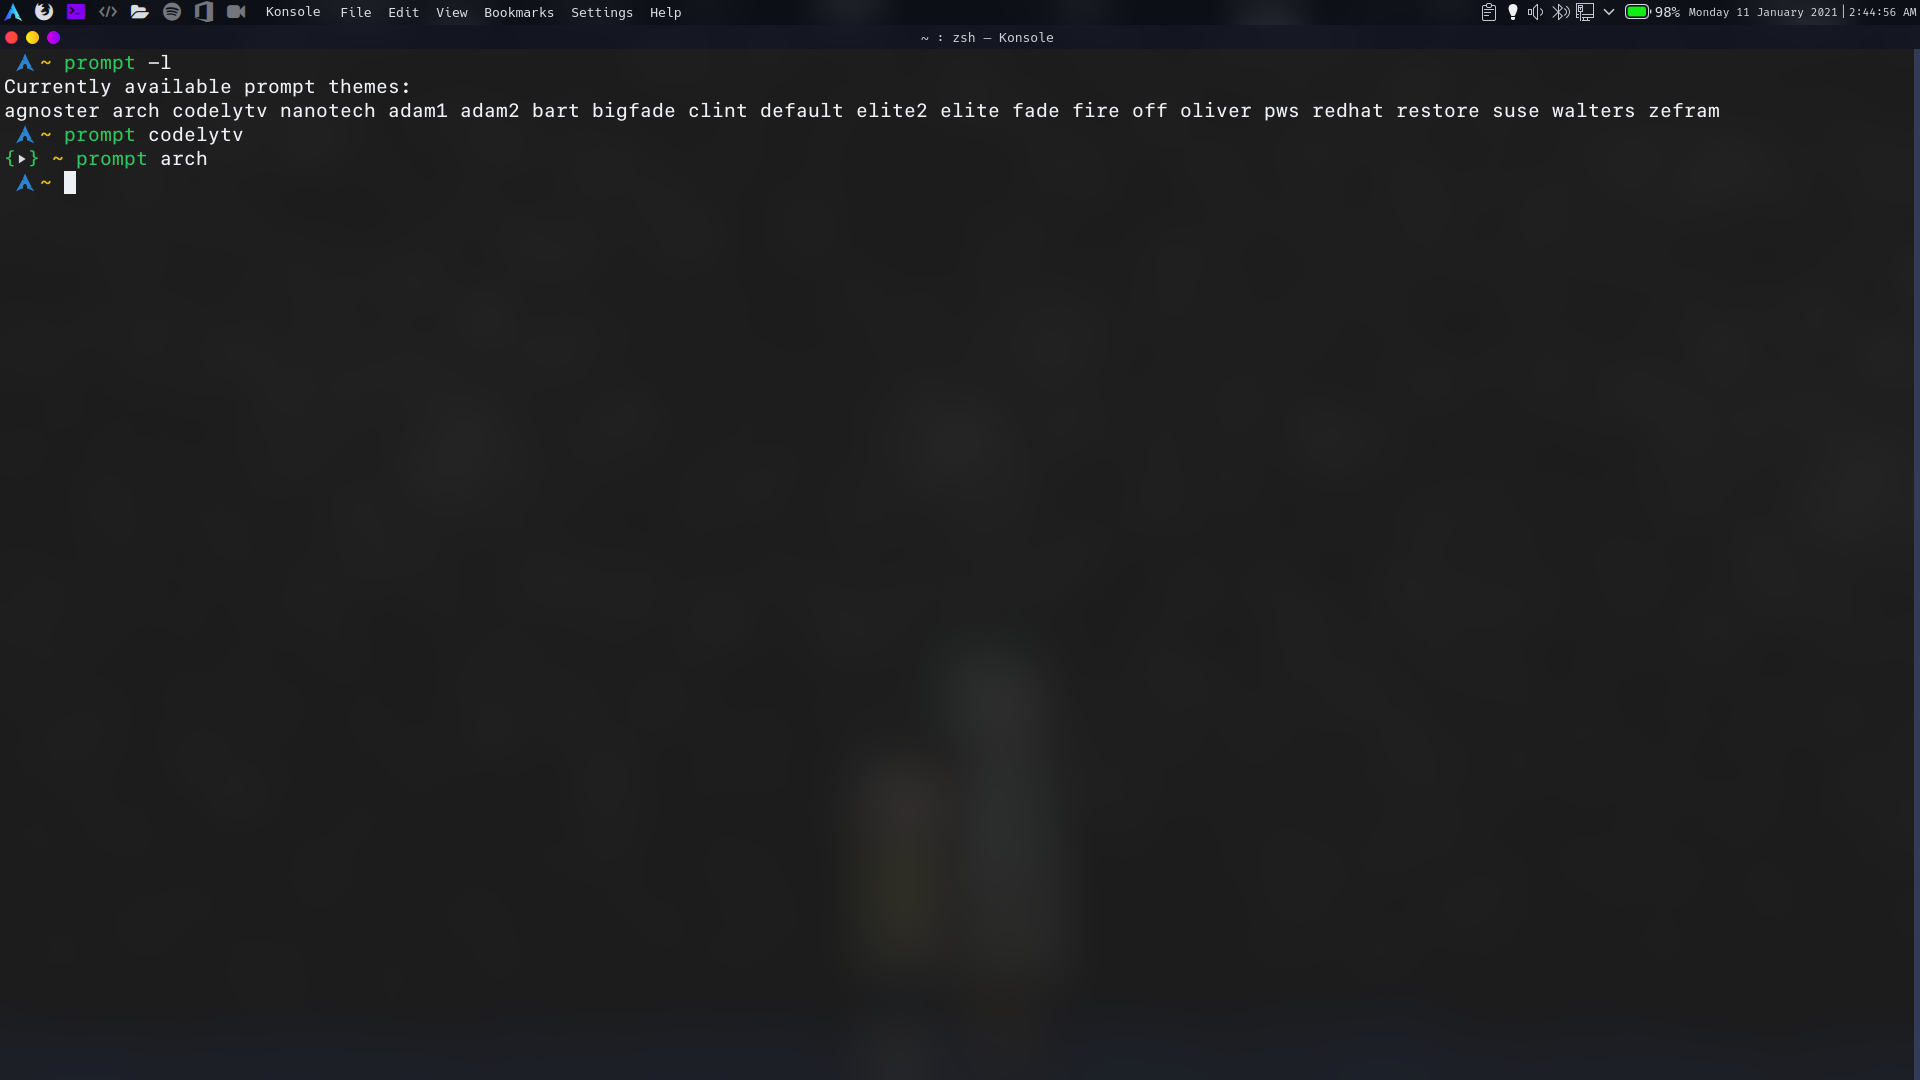 Konsole File Edit View Bookmarks Settings Help 98% Monday 11 January 2021 2:44:56 AM
~ : zsh — Konsole
~ prompt -l
Currently available prompt themes:
agnoster arch codelytv nanotech adam1 adam2 bart bigfade clint default elite2 elite fade fire off oliver pws redhat restore suse walters zefram
~ prompt codelytv
{▸} ~ prompt arch
~